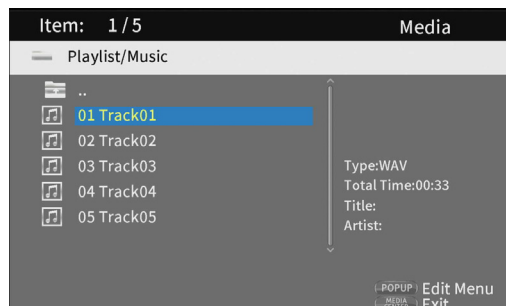 Item: 1/5 Media
Playlist/Music
..
01 Track01
02 Track02
03 Track03
04 Track04
05 Track05
Type:WAV
Total Time:00:33
Title:
Artist:
POPUP Edit Menu
MEDIA CENTER Exit